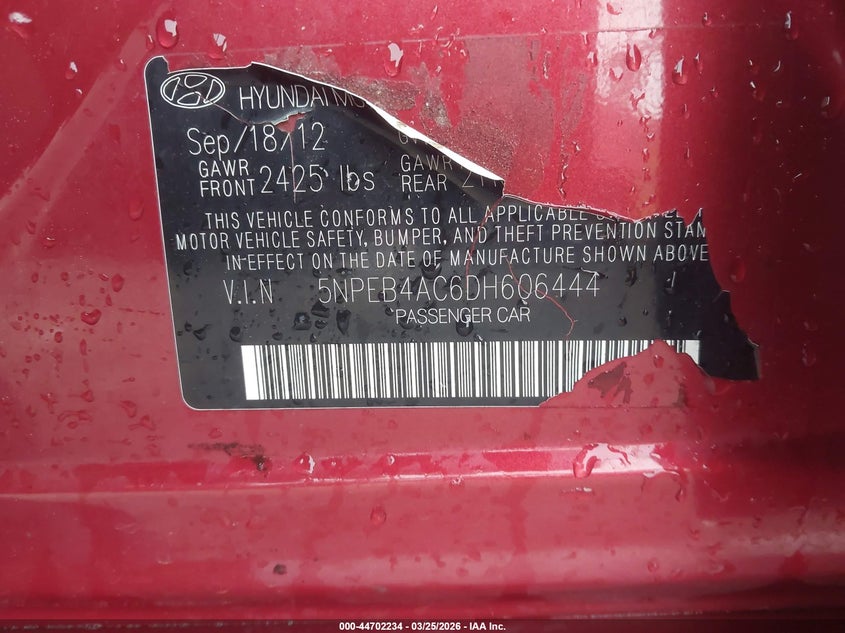 HYUNDAI MO
Sep/18/12
GAWR FRONT 2425 lbs GAWR REAR
THIS VEHICLE CONFORMS TO ALL APPLICABLE
MOTOR VEHICLE SAFETY, BUMPER, AND THEFT PREVENTION STAN
IN EFFECT ON THE DATE OF MANUFACTURE SHOWN ABOVE
V.I.N 5NPEB4AC6DH606444
PASSENGER CAR
000-44702234 - 03/25/2026 - IAA Inc.